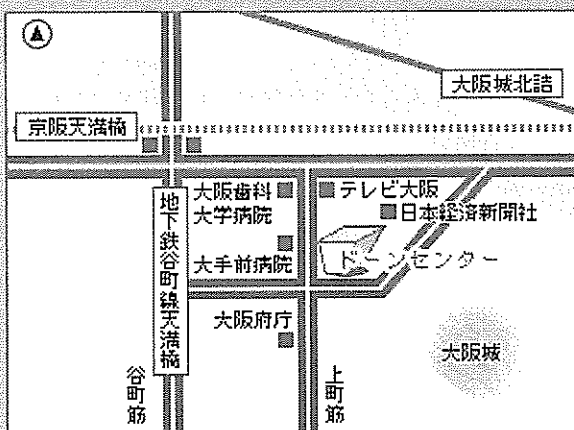 大阪城北詰
京阪天満橋
大阪歯科
大学病院
テレビ大阪
日本経済新聞社
地下鉄谷町線天満橋
大手前病院
ドーンセンター
大阪府庁
大阪城
谷町筋
上町筋